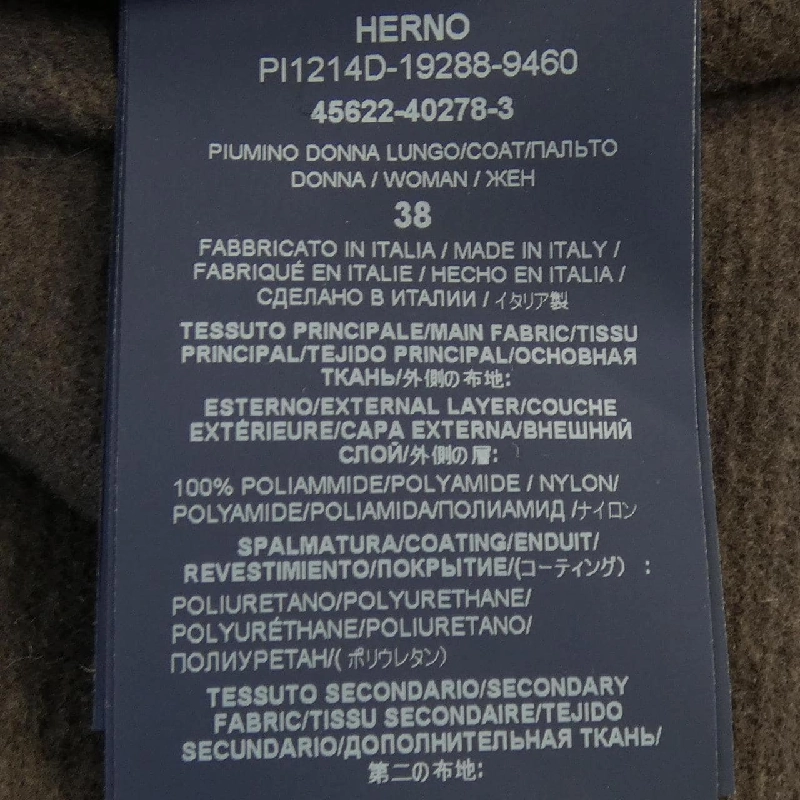 HERNO
PI1214D-19288-9460
45622-40278-3
PIUMINO DONNA LUNGO/COAT/ПАЛЬТО
DONNA / WOMAN / ЖЕН
38
FABBRICATO IN ITALIA / MADE IN ITALY /
FABRIQUÉ EN ITALIE / HECHO EN ITALIA /
СДЕЛАНО В ИТАЛИИ / イタリア製
TESSUTO PRINCIPALE/MAIN FABRIC/TISSU
PRINCIPAL/TEJIDO PRINCIPAL/ОСНОВНАЯ
ТКАНЬ/外側の布地:
ESTERNO/EXTERNAL LAYER/COUCHE
EXTÉRIEURE/CAPA EXTERNA/ВНЕШНИЙ
СЛОЙ/外側の層:
100% POLIAMMIDE/POLYAMIDE / NYLON/
POLYAMIDE/POLIAMIDA/ПОЛИАМИД /ナイロン
SPALMATURA/COATING/ENDUIT/
REVESTIMIENTO/ПОКРЫТИЕ/(コーティング) :
POLIURETANO/POLYURETHANE/
POLYURÉTHANE/POLIURETANO/
ПОЛИУРЕТАН/( ポリウレタン)
TESSUTO SECONDARIO/SECONDARY
FABRIC/TISSU SECONDAIRE/TEJIDO
SECUNDARIO/ДОПОЛНИТЕЛЬНАЯ ТКАНЬ/
第二の布地: